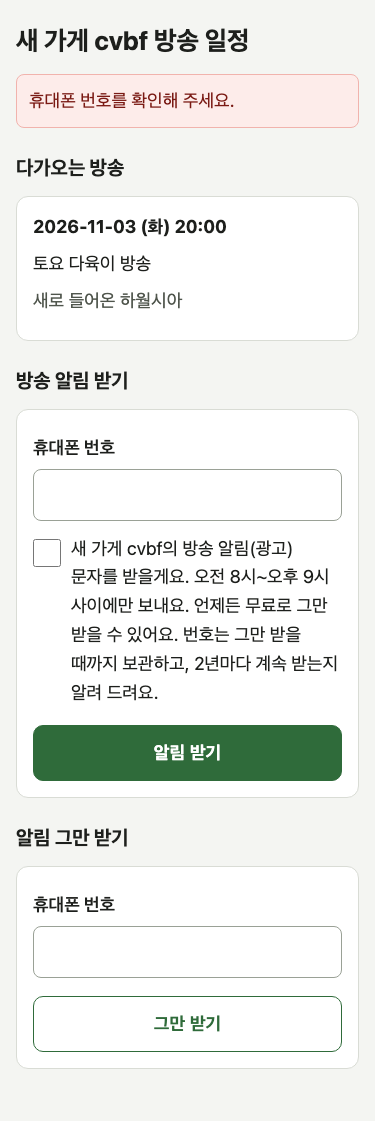 새 가게 cvbf 방송 일정
휴대폰 번호를 확인해 주세요.
다가오는 방송
2026-11-03 (화) 20:00
토요 다육이 방송
새로 들어온 하월시아
방송 알림 받기
휴대폰 번호
새 가게 cvbf의 방송 알림(광고)
문자를 받을게요. 오전 8시~오후 9시
사이에만 보내요. 언제든 무료로 그만
받을 수 있어요. 번호는 그만 받을
때까지 보관하고, 2년마다 계속 받는지
알려 드려요.
알림 받기
알림 그만 받기
휴대폰 번호
그만 받기